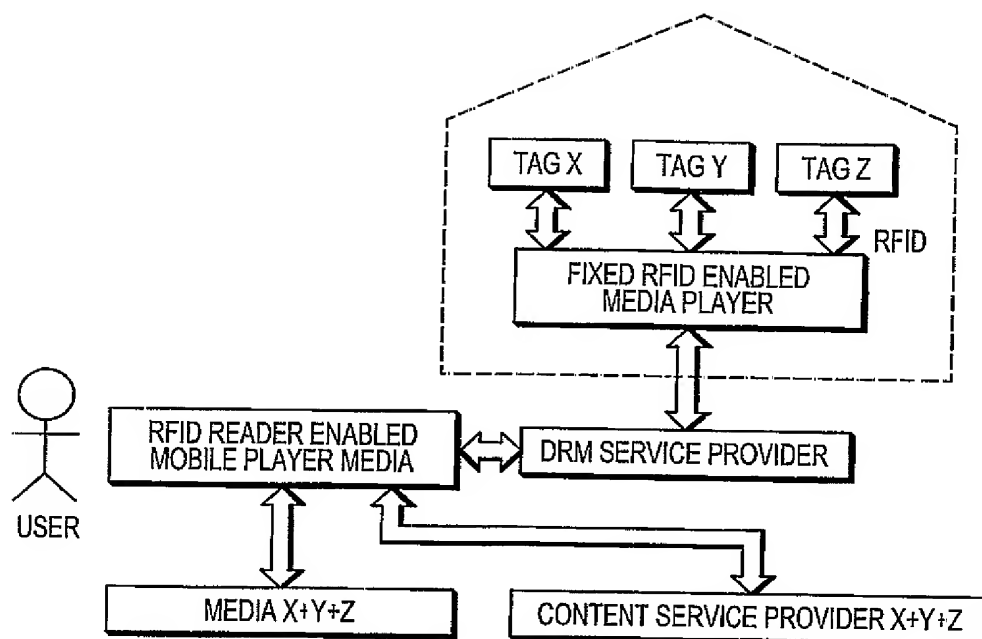 TAG X
TAG Y
TAG Z
RFID
FIXED RFID ENABLED
MEDIA PLAYER
RFID READER ENABLED
MOBILE PLAYER MEDIA
DRM SERVICE PROVIDER
USER
MEDIA X+Y+Z
CONTENT SERVICE PROVIDER X+Y+Z